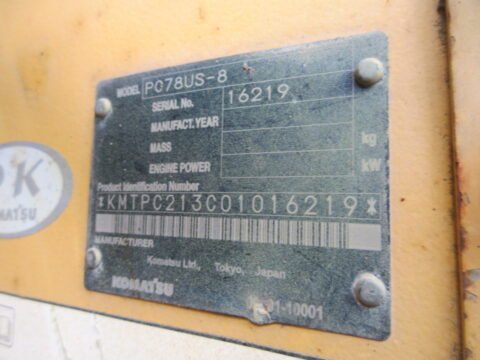 MODEL PC78US-8
SERIAL No. 16219
MANUFACT.YEAR
MASS kg
ENGINE POWER kW
Product Identification Number
*KMTPC213C01016219*
MANUFACTURER
Komatsu Ltd., Tokyo, Japan
KOMATSU
OK